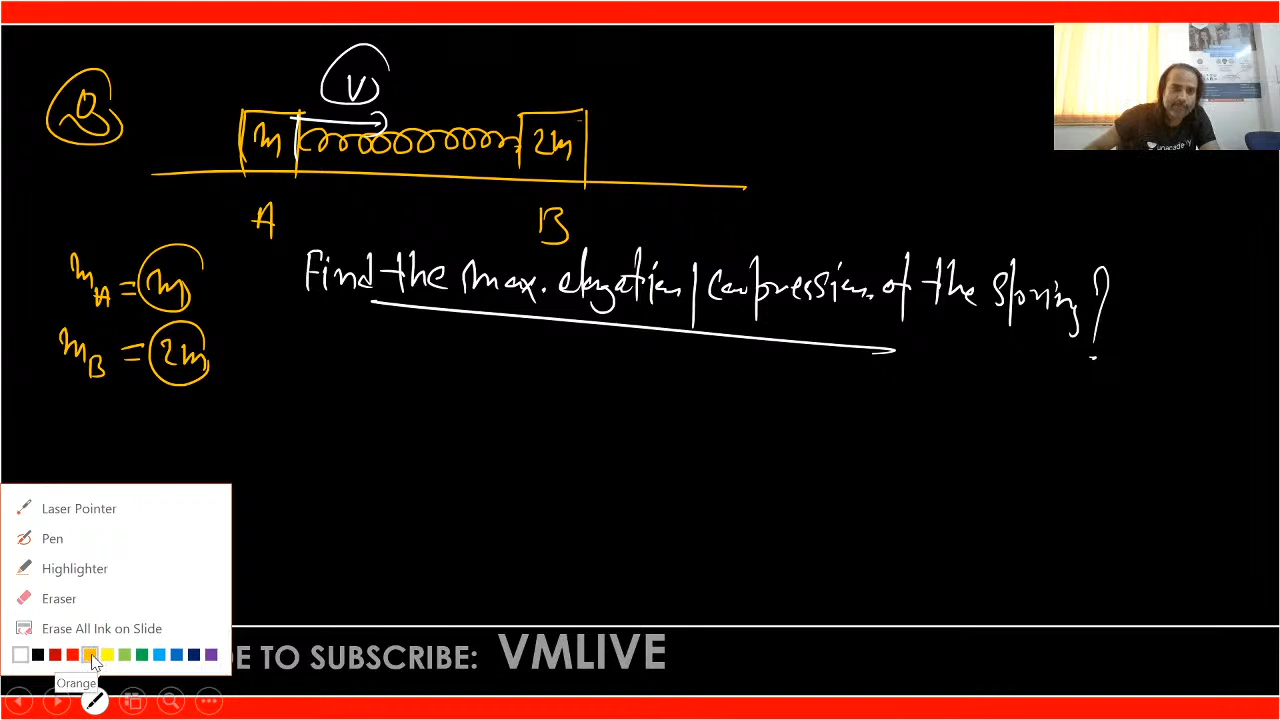 Q
V
m 2m
A B
m_A = m
Find the max. elongation / compression of the spring?
m_B = 2m
Laser Pointer
Pen
Highlighter
Eraser
Erase All Ink on Slide
DE TO SUBSCRIBE: VMLIVE
Orange